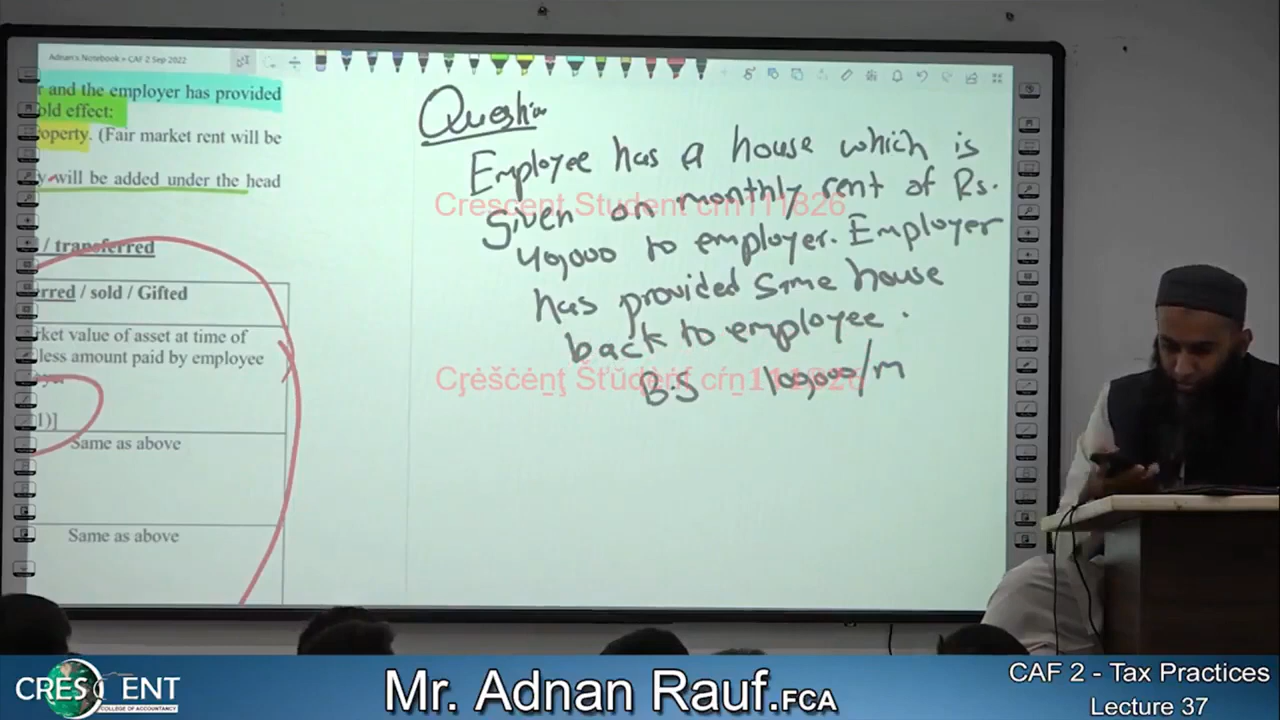 Adnan's Notebook > CAF 2 Sep 2022
r and the employer has provided
old effect:
operty. (Fair market rent will be
y will be added under the head
/ transferred
rred / sold / Gifted
rket value of asset at time of
less amount paid by employee
1)]
Same as above
Same as above
Question
Employee has a house which is
given on monthly rent of Rs.
40,000 to employer. Employer
has provided same house
back to employee.
B.S 100,000/m
Crescent Student crn111826
CRESCENT
COLLEGE OF ACCOUNTANCY
Mr. Adnan Rauf.FCA
CAF 2 - Tax Practices
Lecture 37